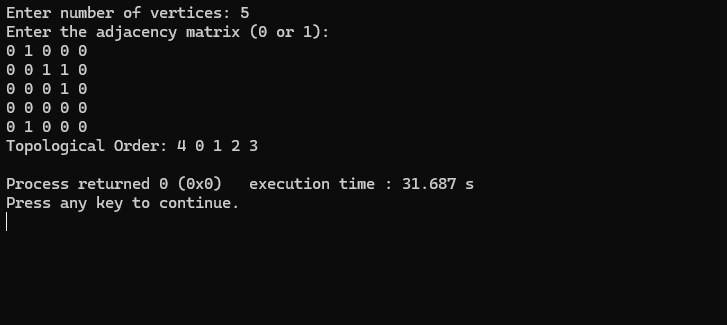 Enter number of vertices: 5
Enter the adjacency matrix (0 or 1):
0 1 0 0 0
0 0 1 1 0
0 0 0 1 0
0 0 0 0 0
0 1 0 0 0
Topological Order: 4 0 1 2 3
Process returned 0 (0x0)   execution time : 31.687 s
Press any key to continue.